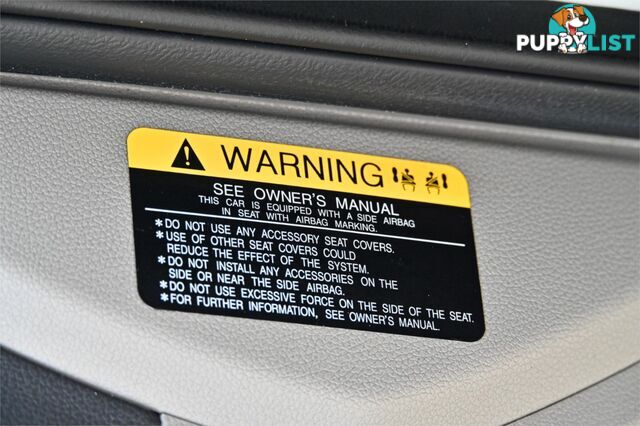 PUPPYLIST
WARNING
SEE OWNER'S MANUAL
THIS CAR IS EQUIPPED WITH A SIDE AIRBAG
IN SEAT WITH AIRBAG MARKING.
*DO NOT USE ANY ACCESSORY SEAT COVERS.
*USE OF OTHER SEAT COVERS COULD
REDUCE THE EFFECT OF THE SYSTEM.
*DO NOT INSTALL ANY ACCESSORIES ON THE
SIDE OR NEAR THE SIDE AIRBAG.
*DO NOT USE EXCESSIVE FORCE ON THE SIDE OF THE SEAT.
*FOR FURTHER INFORMATION, SEE OWNER'S MANUAL.